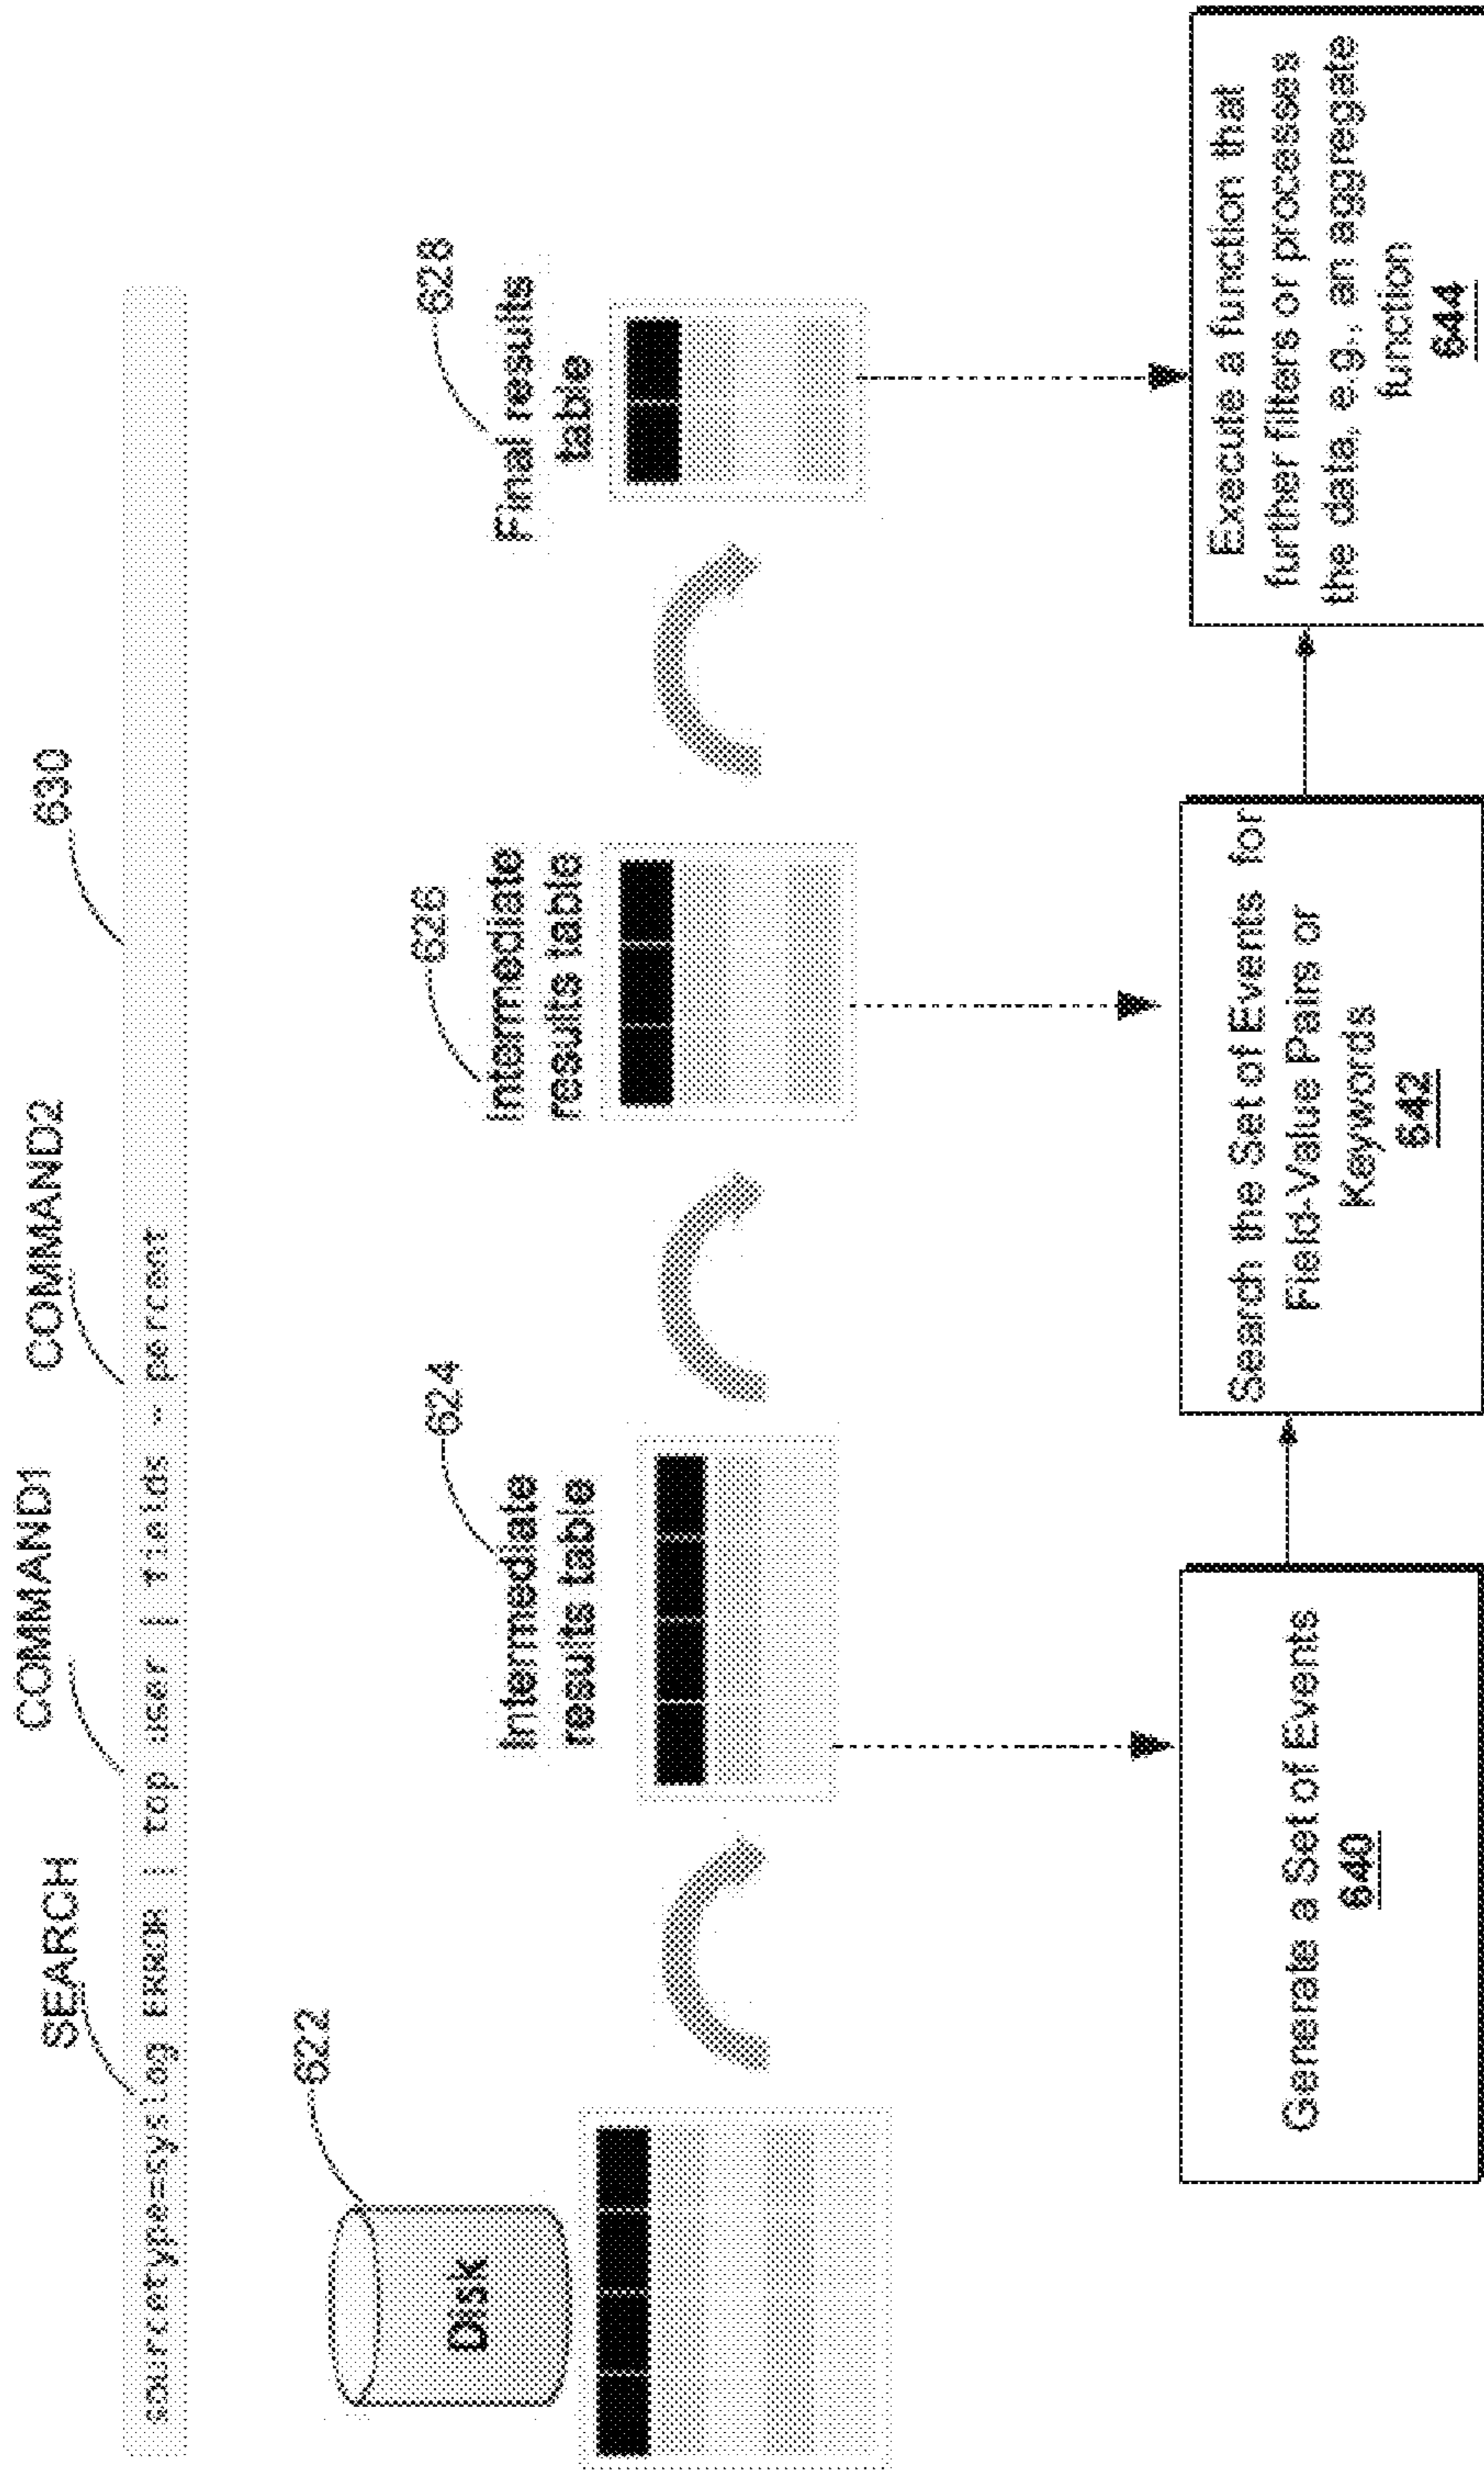 SEARCH
COMMAND1
COMMAND2
630
sourcetype=syslog ERROR | top user | fields - percent
622
Disk
624
Intermediate
results table
626
Intermediate
results table
628
Final results
table
Generate a Set of Events
640
Search the Set of Events for
Field-Value Pairs or
Keywords
642
Execute a function that
further filters or processes
the data, e.g., an aggregate
function
644